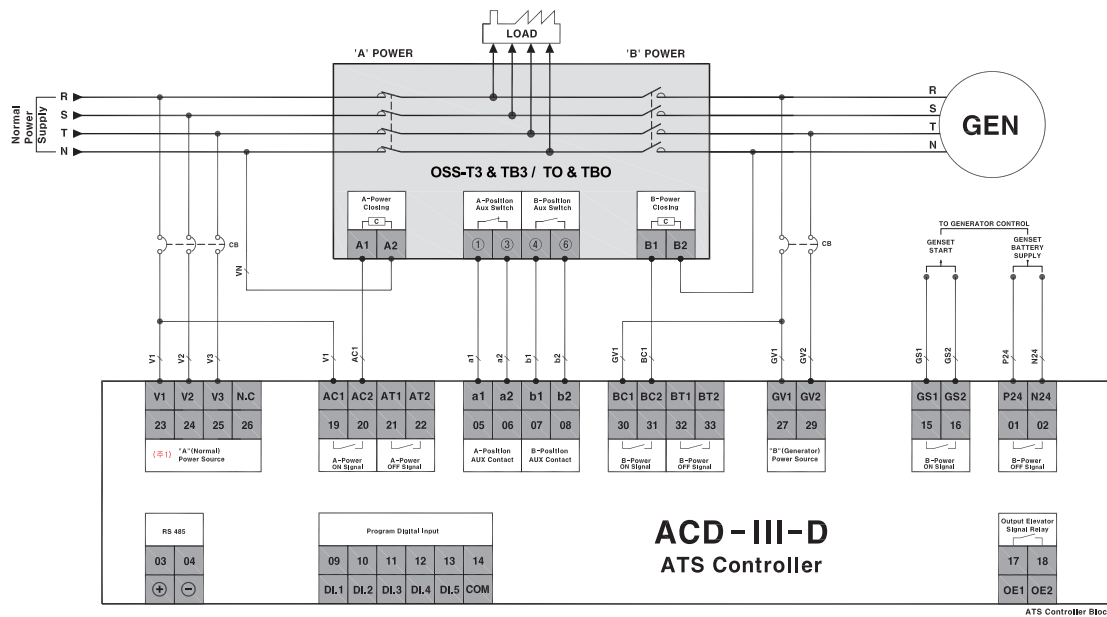 LOAD
'A' POWER
'B' POWER
Normal
Power
Supply
R
S
T
N
R
S
T
N
GEN
OSS-T3 & TB3 / TO & TBO
A-Power
Closing
C
A1 A2
A-Position
Aux Switch
B-Position
Aux Switch
① ③ ④ ⑥
B-Power
Closing
C
B1 B2
TO GENERATOR CONTROL
GENSET
START
GENSET
BATTERY
SUPPLY
CB
CB
VN
V1 V2 V3 V1 AC1 a1 a2 b1 b2 GV1 BC1 GV1 GV2 GS1 GS2 P24 N24
V1 V2 V3 N.C AC1 AC2 AT1 AT2 a1 a2 b1 b2 BC1 BC2 BT1 BT2 GV1 GV2 GS1 GS2 P24 N24
23 24 25 26 19 20 21 22 05 06 07 08 30 31 32 33 27 29 15 16 01 02
(주1) "A"(Normal)
Power Source
A-Power
ON Signal
A-Power
OFF Signal
A-Position
AUX Contact
B-Position
AUX Contact
B-Power
ON Signal
B-Power
OFF Signal
"B"(Generator)
Power Source
B-Power
ON Signal
B-Power
OFF Signal
RS 485
03 04
⊕ ⊖
Program Digital Input
09 10 11 12 13 14
DI.1 DI.2 DI.3 DI.4 DI.5 COM
ACD-III-D
ATS Controller
Output Elevator
Signal Relay
17 18
OE1 OE2
ATS Controller Bloc